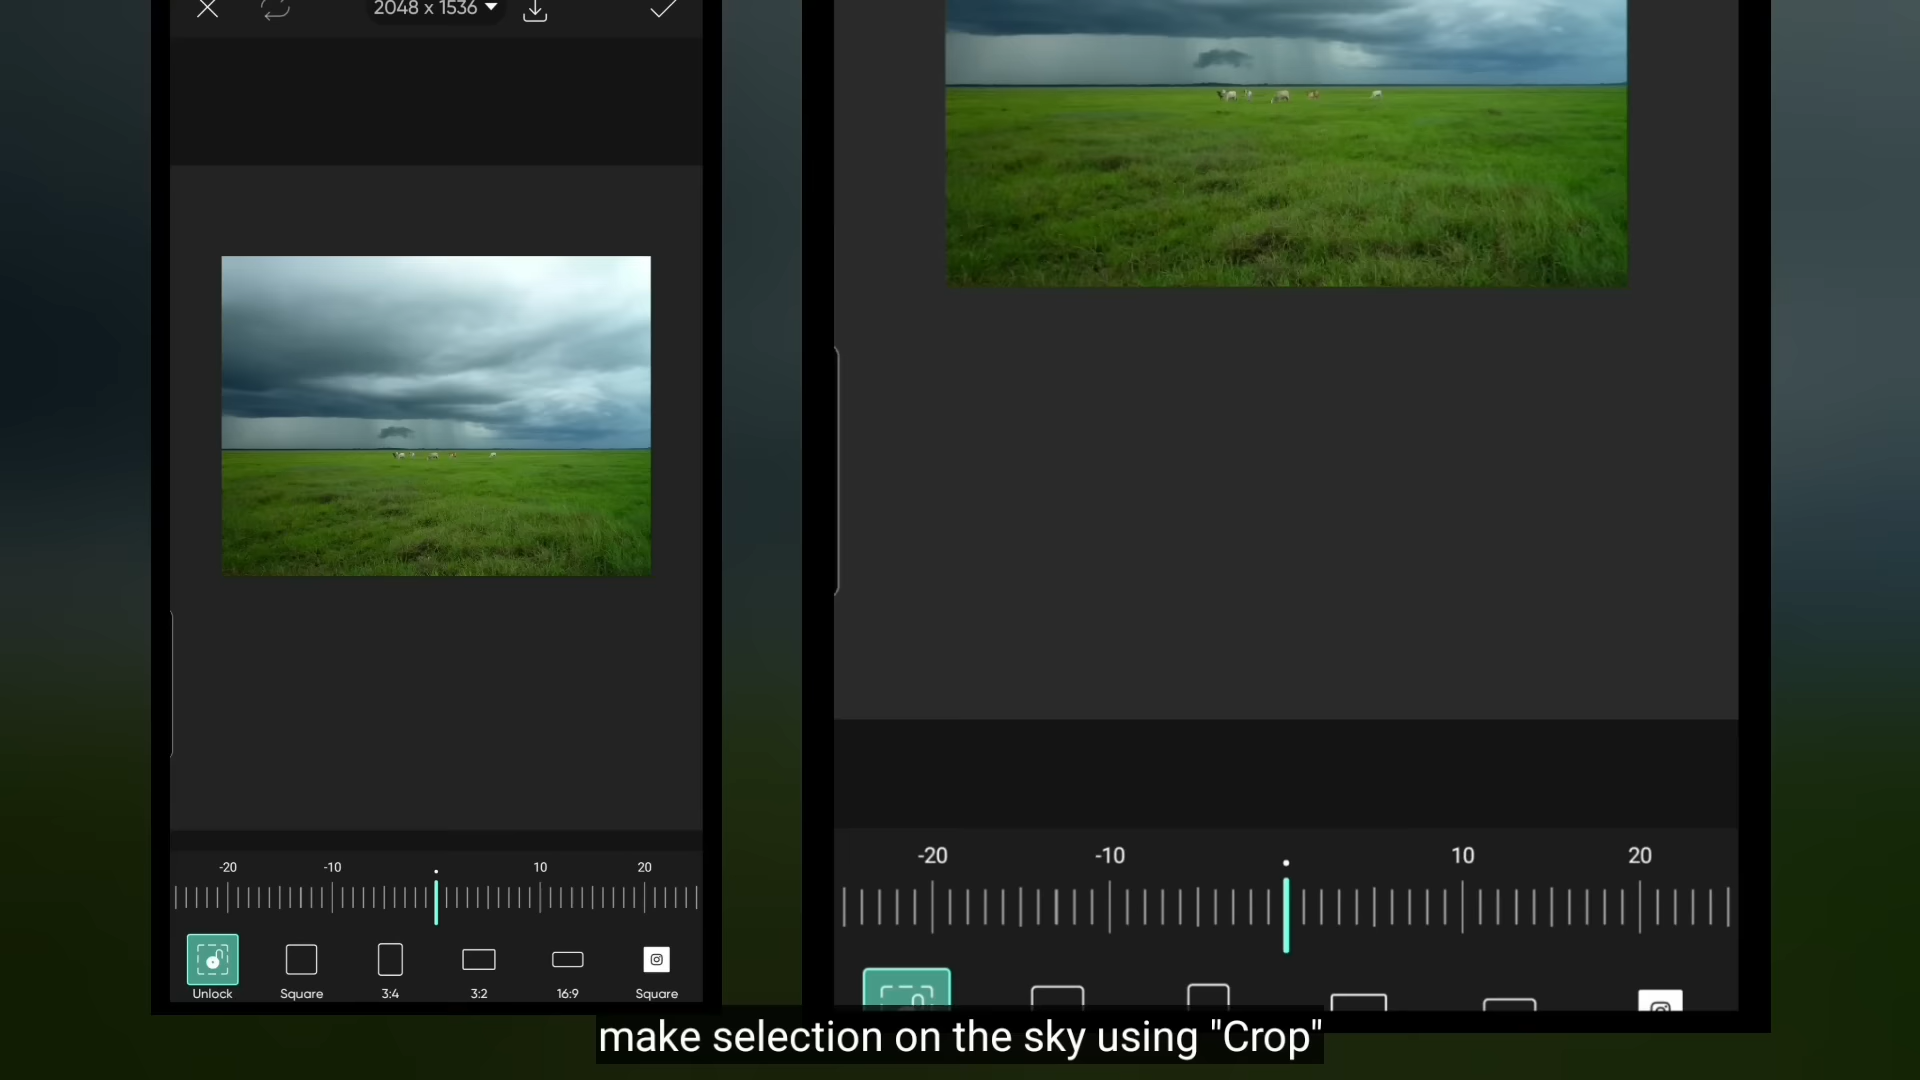 2048 x 1536
-20 -10 10 20
Unlock Square 3:4 3:2 16:9 Square
-20 -10 10 20
make selection on the sky using "Crop"